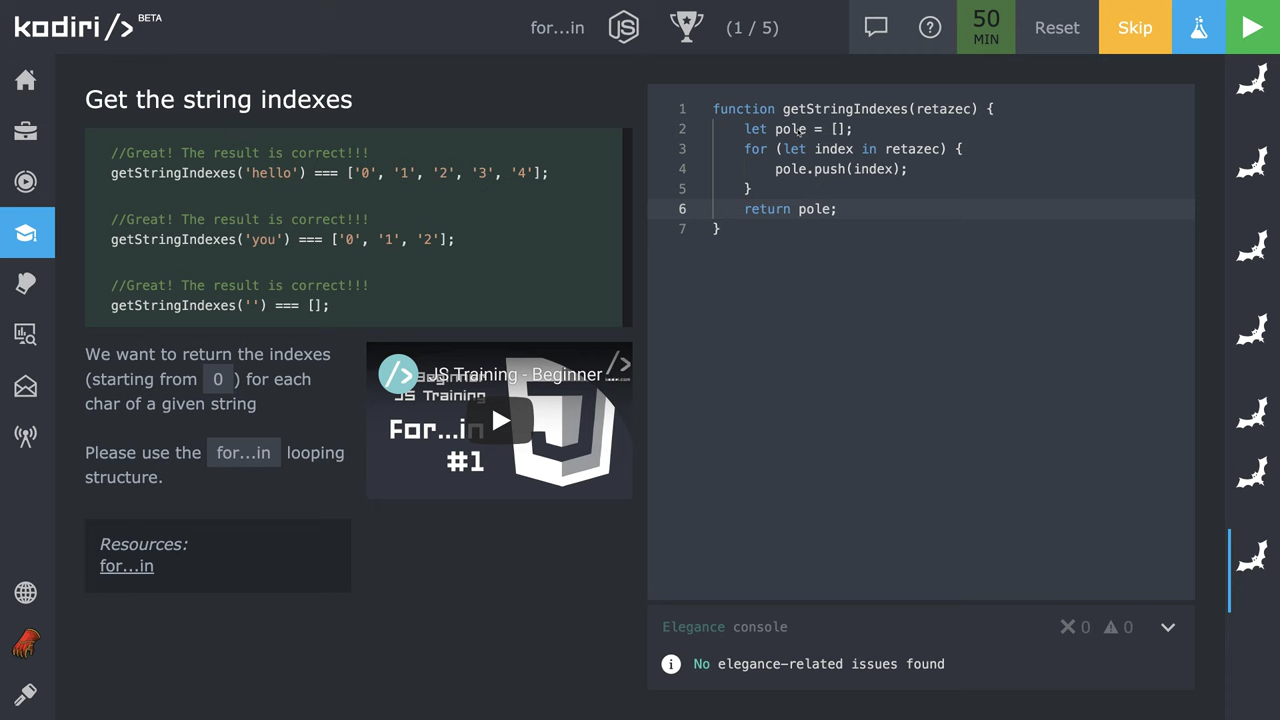 kodiri/> BETA
for...in
JS
(1 / 5)
50
MIN
Reset
Skip
Get the string indexes
//Great! The result is correct!!!
getStringIndexes('hello') === ['0', '1', '2', '3', '4'];
//Great! The result is correct!!!
getStringIndexes('you') === ['0', '1', '2'];
//Great! The result is correct!!!
getStringIndexes('') === [];
We want to return the indexes
(starting from 0 ) for each
char of a given string
Please use the for...in looping
structure.
Resources:
for...in
JS Training - Beginner
Beginner
JS Training
For...in
#1
1 function getStringIndexes(retazec) {
2 let pole = [];
3 for (let index in retazec) {
4 pole.push(index);
5 }
6 return pole;
7 }
Elegance console
0
0
No elegance-related issues found